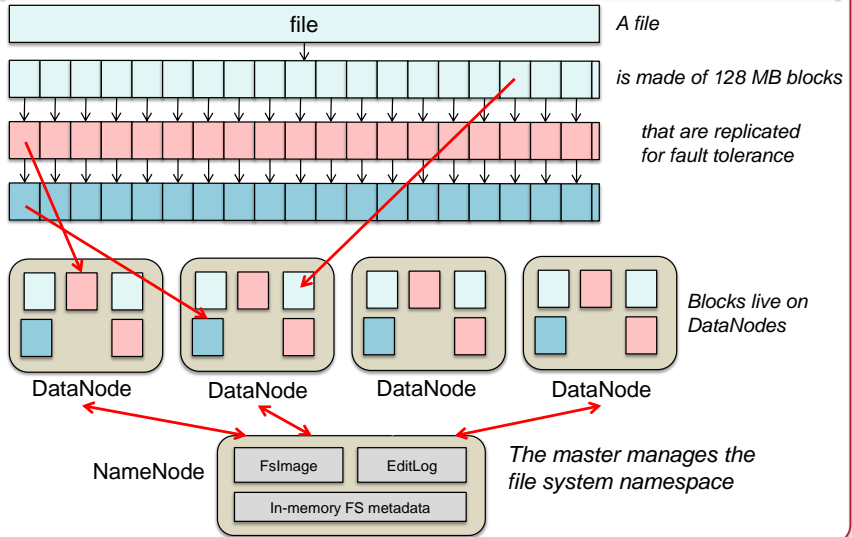 file
A file
is made of 128 MB blocks
that are replicated
for fault tolerance
Blocks live on
DataNodes
DataNode
DataNode
DataNode
DataNode
NameNode
FsImage
EditLog
In-memory FS metadata
The master manages the
file system namespace